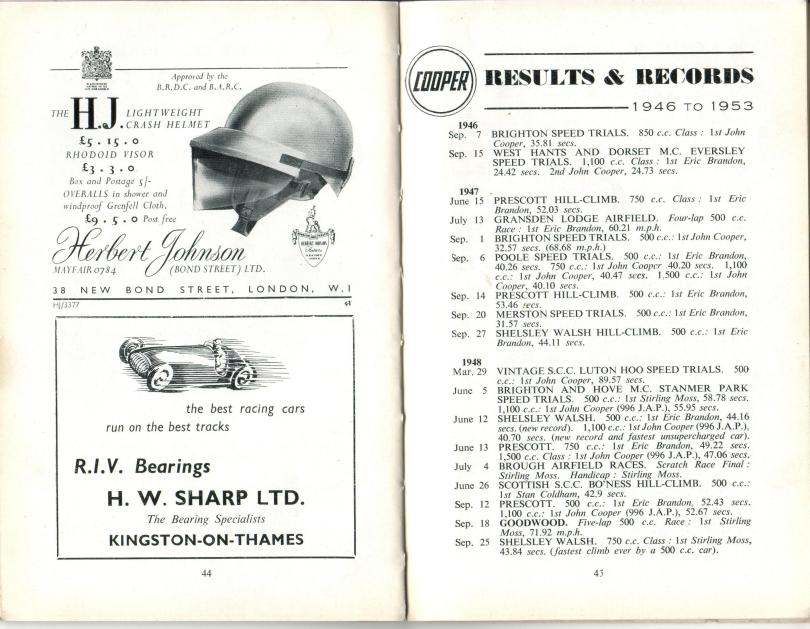 Approved by the
B.R.D.C. and B.A.R.C.
THE H.J. LIGHTWEIGHT
CRASH HELMET
£5 . 15 . 0
RHODOID VISOR
£3 . 3 . 0
Box and Postage 5/-
OVERALLS in shower and
windproof Grenfell Cloth.
£9 . 5 . 0 Post free
Herbert Johnson
MAYFAIR 0784 (BOND STREET) LTD.
38 NEW BOND STREET, LONDON, W.1
HJ/3377
the best racing cars
run on the best tracks
R.I.V. Bearings
H. W. SHARP LTD.
The Bearing Specialists
KINGSTON-ON-THAMES
44
COOPER
RESULTS & RECORDS
1946 TO 1953
1946
Sep. 7 BRIGHTON SPEED TRIALS. 850 c.c. Class : 1st John
Cooper, 35.81 secs.
Sep. 15 WEST HANTS AND DORSET M.C. EVERSLEY
SPEED TRIALS. 1,100 c.c. Class : 1st Eric Brandon,
24.42 secs. 2nd John Cooper, 24.73 secs.
1947
June 15 PRESCOTT HILL-CLIMB. 750 c.c. Class : 1st Eric
Brandon, 52.03 secs.
July 13 GRANSDEN LODGE AIRFIELD. Four-lap 500 c.c.
Race : 1st Eric Brandon, 60.21 m.p.h.
Sep. 1 BRIGHTON SPEED TRIALS. 500 c.c.: 1st John Cooper,
32.57 secs. (68.68 m.p.h.)
Sep. 6 POOLE SPEED TRIALS. 500 c.c.: 1st Eric Brandon,
40.26 secs. 750 c.c.: 1st John Cooper 40.20 secs. 1,100
c.c.: 1st John Cooper, 40.47 secs. 1,500 c.c.: 1st John
Cooper, 40.10 secs.
Sep. 14 PRESCOTT HILL-CLIMB. 500 c.c.: 1st Eric Brandon,
53.46 secs.
Sep. 20 MERSTON SPEED TRIALS. 500 c.c.: 1st Eric Brandon,
31.57 secs.
Sep. 27 SHELSLEY WALSH HILL-CLIMB. 500 c.c.: 1st Eric
Brandon, 44.11 secs.
1948
Mar. 29 VINTAGE S.C.C. LUTON HOO SPEED TRIALS. 500
c.c.: 1st John Cooper, 89.57 secs.
June 5 BRIGHTON AND HOVE M.C. STANMER PARK
SPEED TRIALS. 500 c.c.: 1st Stirling Moss, 58.78 secs.
1,100 c.c.: 1st John Cooper (996 J.A.P.), 55.95 secs.
June 12 SHELSLEY WALSH. 500 c.c.: 1st Eric Brandon, 44.16
secs. (new record). 1,100 c.c.: 1st John Cooper (996 J.A.P.),
40.70 secs. (new record and fastest unsupercharged car).
June 13 PRESCOTT. 750 c.c.: 1st Eric Brandon, 49.22 secs.
1,500 c.c. Class : 1st John Cooper (996 J.A.P.), 47.06 secs.
July 4 BROUGH AIRFIELD RACES. Scratch Race Final :
Stirling Moss. Handicap : Stirling Moss.
June 26 SCOTTISH S.C.C. BO'NESS HILL-CLIMB. 500 c.c.:
1st Stan Coldham, 42.9 secs.
Sep. 12 PRESCOTT. 500 c.c.: 1st Eric Brandon, 52.43 secs.
1,100 c.c.: 1st John Cooper (996 J.A.P.), 52.67 secs.
Sep. 18 GOODWOOD. Five-lap 500 c.c. Race : 1st Stirling
Moss, 71.92 m.p.h.
Sep. 25 SHELSLEY WALSH. 750 c.c. Class : 1st Stirling Moss,
43.84 secs. (fastest climb ever by a 500 c.c. car).
45